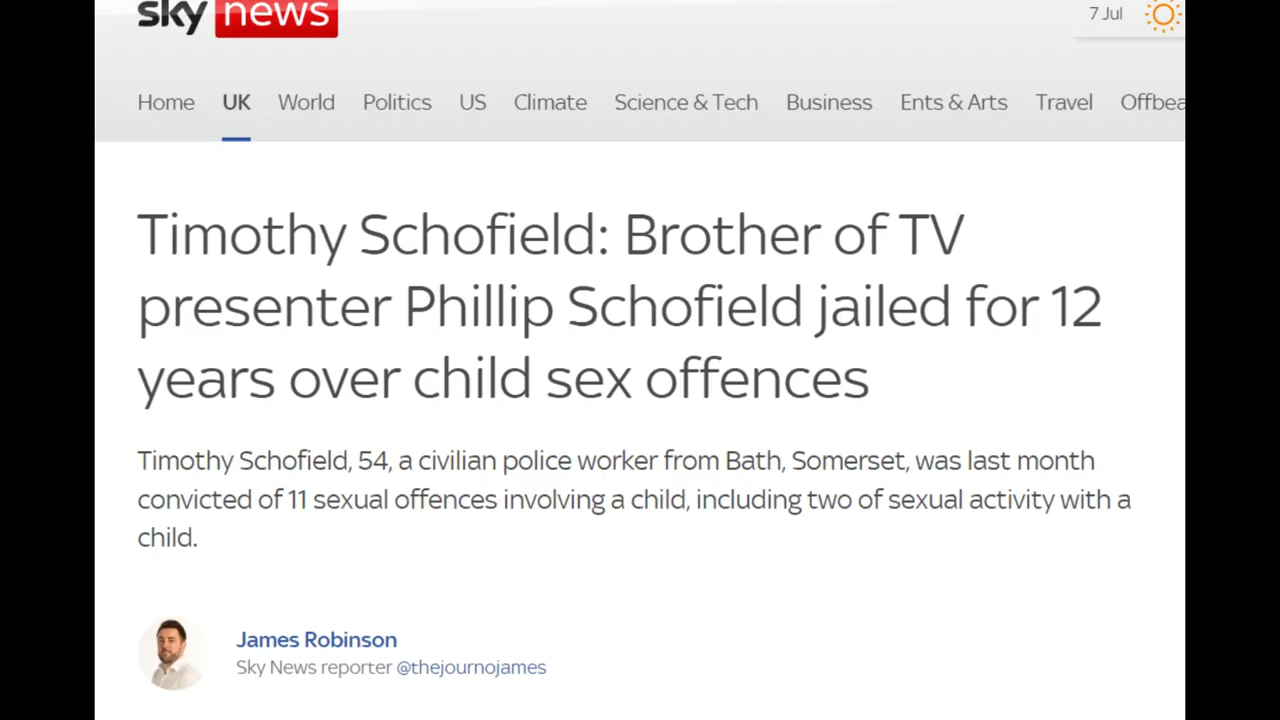 sky news
7 Jul
Home UK World Politics US Climate Science & Tech Business Ents & Arts Travel Offbea
Timothy Schofield: Brother of TV
presenter Phillip Schofield jailed for 12
years over child sex offences
Timothy Schofield, 54, a civilian police worker from Bath, Somerset, was last month
convicted of 11 sexual offences involving a child, including two of sexual activity with a
child.
James Robinson
Sky News reporter @thejournojames